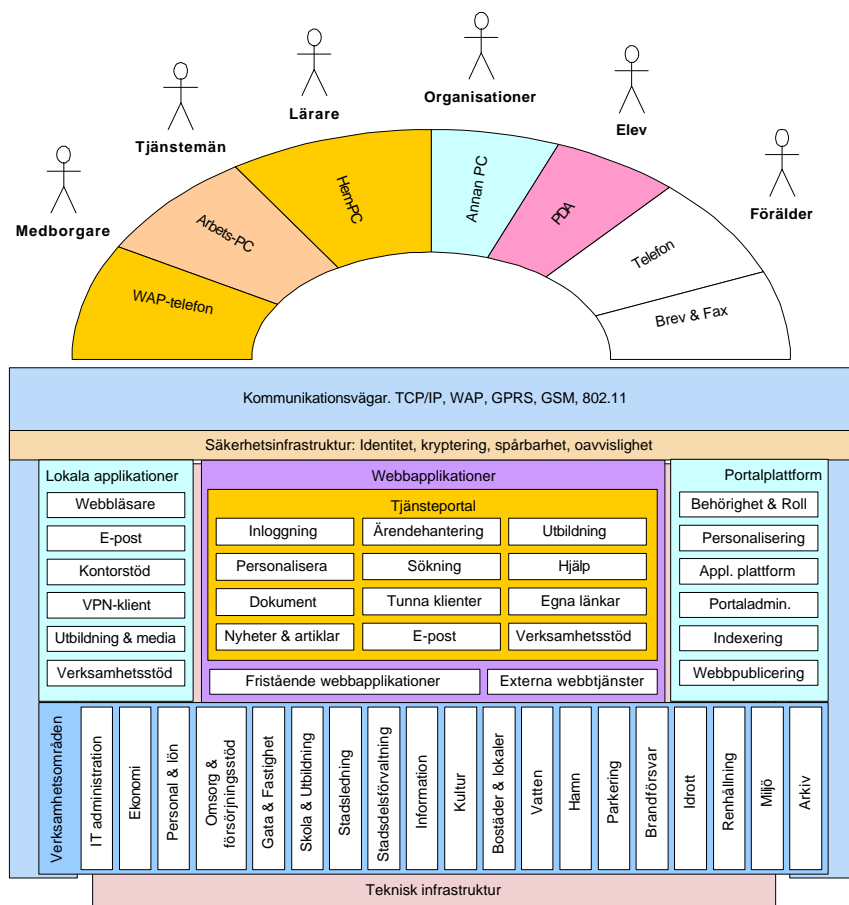 Lärare
Organisationer
Tjänstemän
Elev
Medborgare
Förälder
WAP-telefon
Arbets-PC
Hem-PC
Annan PC
PDA
Telefon
Brev & Fax
Kommunikationsvägar. TCP/IP, WAP, GPRS, GSM, 802.11
Säkerhetsinfrastruktur: Identitet, kryptering, spårbarhet, oavvislighet
Lokala applikationer
Webbläsare
E-post
Kontorstöd
VPN-klient
Utbildning & media
Verksamhetsstöd
Webbapplikationer
Tjänsteportal
Inloggning
Ärendehantering
Utbildning
Personalisera
Sökning
Hjälp
Dokument
Tunna klienter
Egna länkar
Nyheter & artiklar
E-post
Verksamhetsstöd
Fristående webbapplikationer
Externa webbtjänster
Portalplattform
Behörighet & Roll
Personalisering
Appl. plattform
Portaladmin.
Indexering
Webbpublicering
Verksamhetsområden
IT administration
Ekonomi
Personal & lön
Omsorg &
försörjningsstöd
Gata & Fastighet
Skola & Utbildning
Stadsledning
Stadsdelsförvaltning
Information
Kultur
Bostäder & lokaler
Vatten
Hamn
Parkering
Brandförsvar
Idrott
Renhållning
Miljö
Arkiv
Teknisk infrastruktur